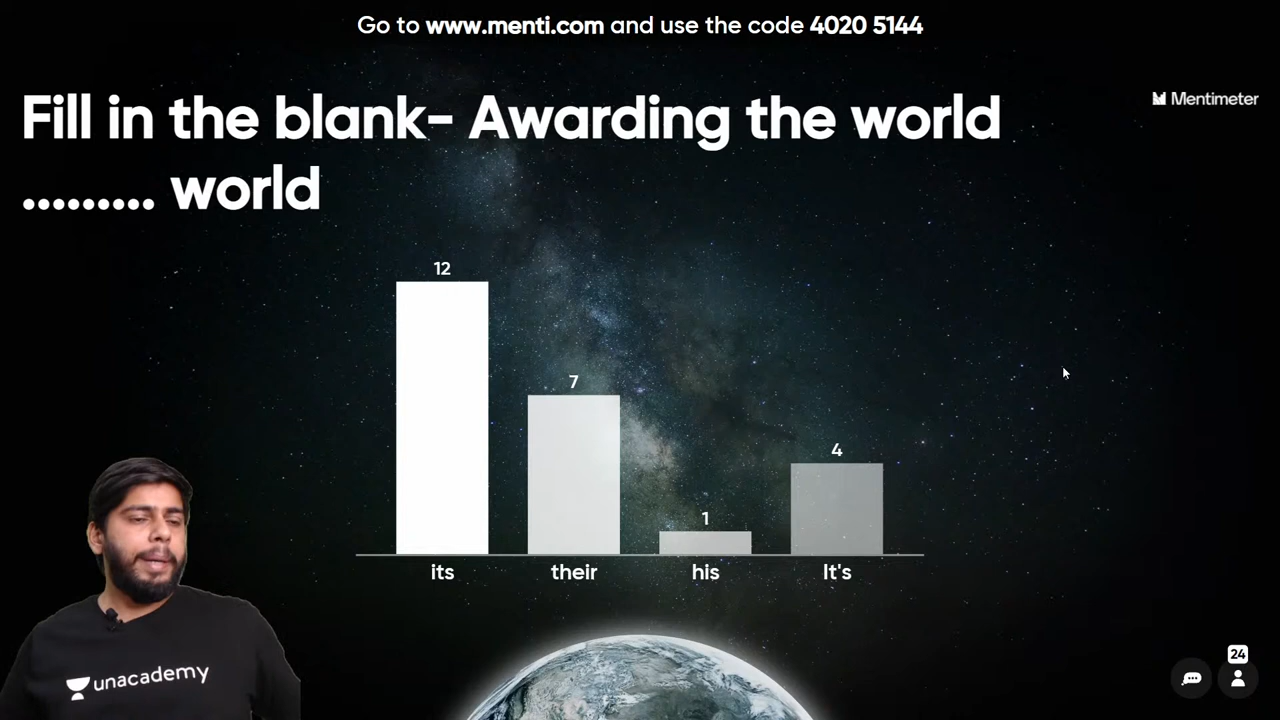 Go to www.menti.com and use the code 4020 5144
Fill in the blank- Awarding the world
Mentimeter
......... world
12
7
1
4
its
their
his
It's
unacademy
24